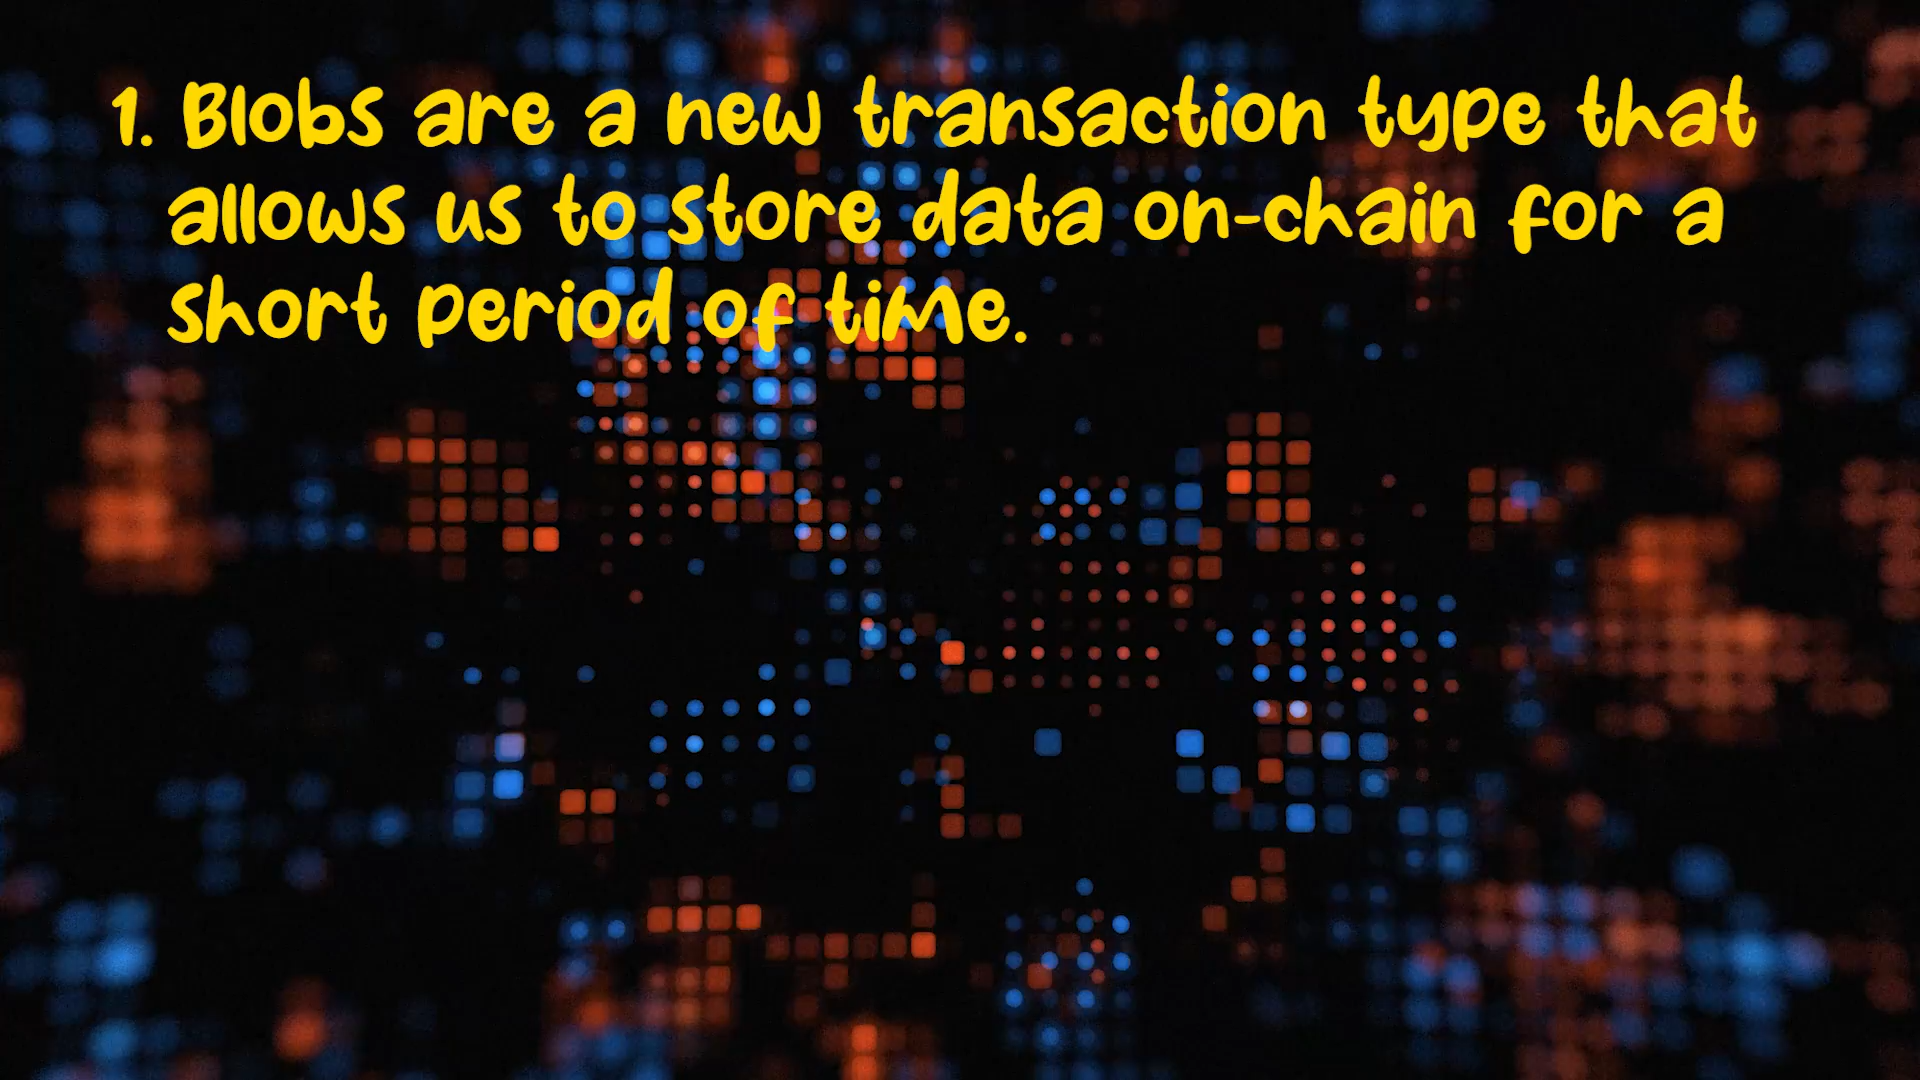 1. Blobs are a new transaction type that
allows us to store data on-chain for a
short period of time.